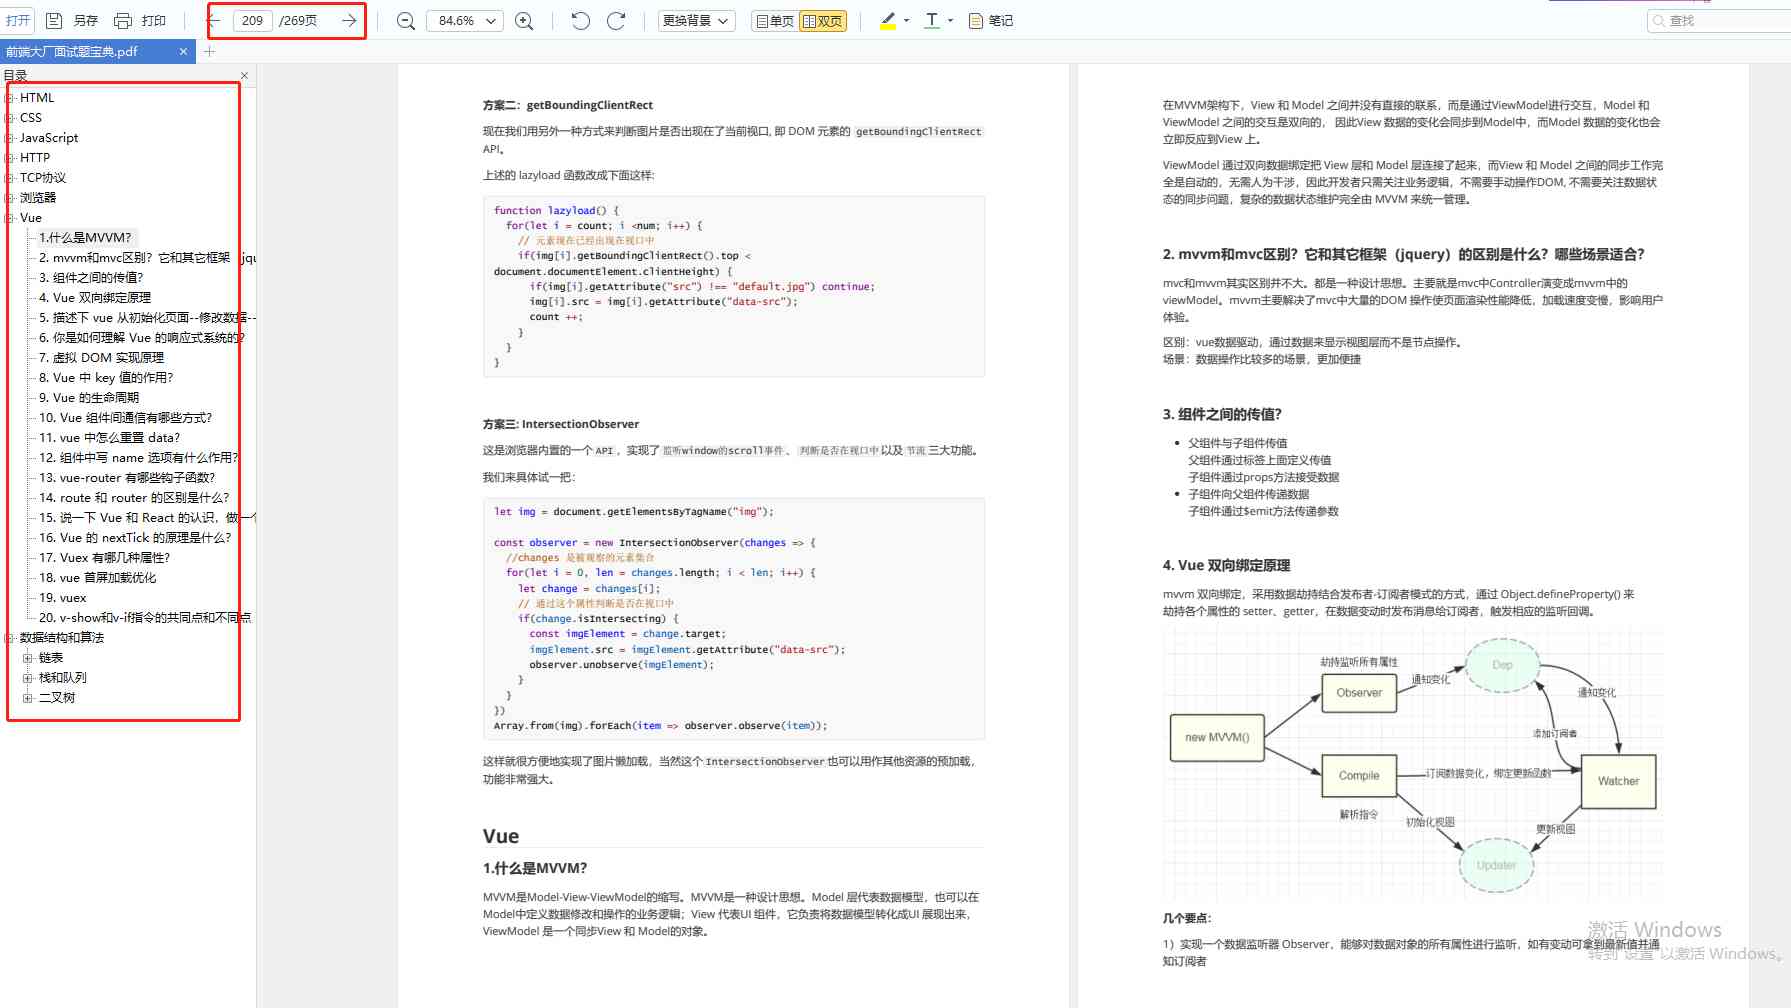 打开 另存 打印 209 /269页 84.6% 更换背景 单页 双页 T 笔记 查找
前端大厂面试题宝典.pdf
目录
HTML
CSS
JavaScript
HTTP
TCP协议
浏览器
Vue
1.什么是MVVM?
2. mvvm和mvc区别？它和其它框架（jqu
3. 组件之间的传值?
4. Vue 双向绑定原理
5. 描述下 vue 从初始化页面--修改数据--
6. 你是如何理解 Vue 的响应式系统的?
7. 虚拟 DOM 实现原理
8. Vue 中 key 值的作用?
9. Vue 的生命周期
10. Vue 组件间通信有哪些方式?
11. vue 中怎么重置 data?
12. 组件中写 name 选项有什么作用?
13. vue-router 有哪些钩子函数?
14. route 和 router 的区别是什么?
15. 说一下 Vue 和 React 的认识，做一个
16. Vue 的 nextTick 的原理是什么?
17. Vuex 有哪几种属性?
18. vue 首屏加载优化
19. vuex
20. v-show和v-if指令的共同点和不同点
数据结构和算法
链表
栈和队列
二叉树
方案二：getBoundingClientRect
现在我们用另外一种方式来判断图片是否出现在了当前视口, 即 DOM 元素的 getBoundingClientRect
API。
上述的 lazyload 函数改成下面这样:
function lazyload() {
for(let i = count; i <num; i++) {
// 元素现在已经出现在视口中
if(img[i].getBoundingClientRect().top <
document.documentElement.clientHeight) {
if(img[i].getAttribute("src") !== "default.jpg") continue;
img[i].src = img[i].getAttribute("data-src");
count ++;
}
}
}
方案三: IntersectionObserver
这是浏览器内置的一个 API ，实现了 监听window的scroll事件 、 判断是否在视口中 以及 节流 三大功能。
我们来具体试一把：
let img = document.getElementsByTagName("img");
const observer = new IntersectionObserver(changes => {
//changes 是被观察的元素集合
for(let i = 0, len = changes.length; i < len; i++) {
let change = changes[i];
// 通过这个属性判断是否在视口中
if(change.isIntersecting) {
const imgElement = change.target;
imgElement.src = imgElement.getAttribute("data-src");
observer.unobserve(imgElement);
}
}
})
Array.from(img).forEach(item => observer.observe(item));
这样就很方便地实现了图片懒加载，当然这个 IntersectionObserver 也可以用作其他资源的预加载，
功能非常强大。
Vue
1.什么是MVVM?
MVVM是Model-View-ViewModel的缩写。MVVM是一种设计思想。Model 层代表数据模型，也可以在
Model中定义数据修改和操作的业务逻辑；View 代表UI 组件，它负责将数据模型转化成UI 展现出来，
ViewModel 是一个同步View 和 Model的对象。
在MVVM架构下，View 和 Model 之间并没有直接的联系，而是通过ViewModel进行交互，Model 和
ViewModel 之间的交互是双向的， 因此View 数据的变化会同步到Model中，而Model 数据的变化也会
立即反应到View 上。
ViewModel 通过双向数据绑定把 View 层和 Model 层连接了起来，而View 和 Model 之间的同步工作完
全是自动的，无需人为干涉，因此开发者只需关注业务逻辑，不需要手动操作DOM, 不需要关注数据状
态的同步问题，复杂的数据状态维护完全由 MVVM 来统一管理。
2. mvvm和mvc区别？它和其它框架（jquery）的区别是什么？哪些场景适合？
mvc和mvvm其实区别并不大。都是一种设计思想。主要就是mvc中Controller演变成mvvm中的
viewModel。mvvm主要解决了mvc中大量的DOM 操作使页面渲染性能降低，加载速度变慢，影响用户
体验。
区别：vue数据驱动，通过数据来显示视图层而不是节点操作。
场景：数据操作比较多的场景，更加便捷
3. 组件之间的传值?
父组件与子组件传值
父组件通过标签上面定义传值
子组件通过props方法接受数据
子组件向父组件传递数据
子组件通过$emit方法传递参数
4. Vue 双向绑定原理
mvvm 双向绑定，采用数据劫持结合发布者-订阅者模式的方式，通过 Object.defineProperty() 来
劫持各个属性的 setter、getter，在数据变动时发布消息给订阅者，触发相应的监听回调。
劫持监听所有属性
Observer
通知变化
Dep
通知变化
new MVVM()
添加订阅者
Compile
订阅数据变化，绑定更新函数
Watcher
解析指令
初始化视图
更新视图
Updater
几个要点：
1）实现一个数据监听器 Observer，能够对数据对象的所有属性进行监听，如有变动可拿到最新值并通
知订阅者
激活 Windows
转到"设置"以激活 Windows。